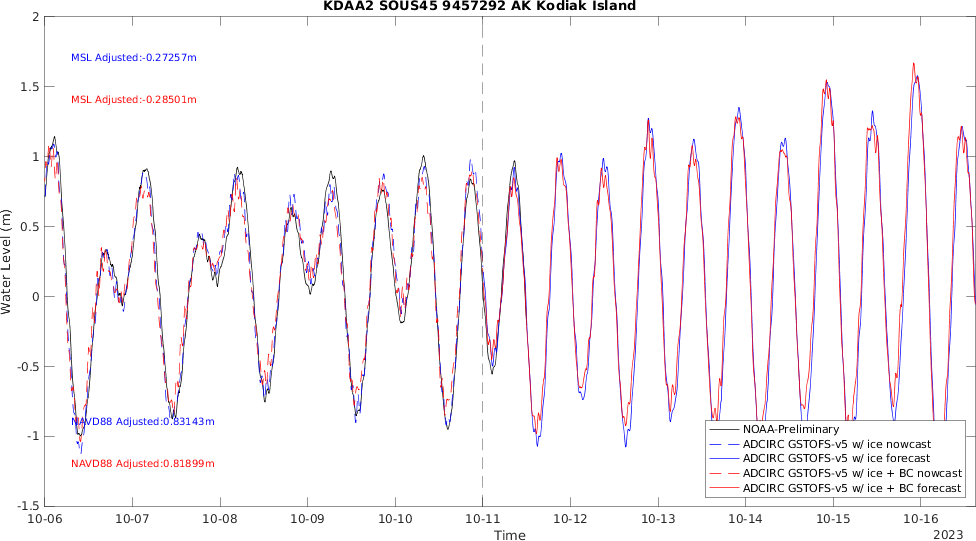 KDAA2 SOUS45 9457292 AK Kodiak Island
2
1.5
1
0.5
0
-0.5
-1
-1.5
Water Level (m)
MSL Adjusted:-0.27257m
MSL Adjusted:-0.28501m
NAVD88 Adjusted:0.83143m
NAVD88 Adjusted:0.81899m
NOAA-Preliminary
ADCIRC GSTOFS-v5 w/ ice nowcast
ADCIRC GSTOFS-v5 w/ ice forecast
ADCIRC GSTOFS-v5 w/ ice + BC nowcast
ADCIRC GSTOFS-v5 w/ ice + BC forecast
10-06 10-07 10-08 10-09 10-10 10-11 10-12 10-13 10-14 10-15 10-16
Time
2023